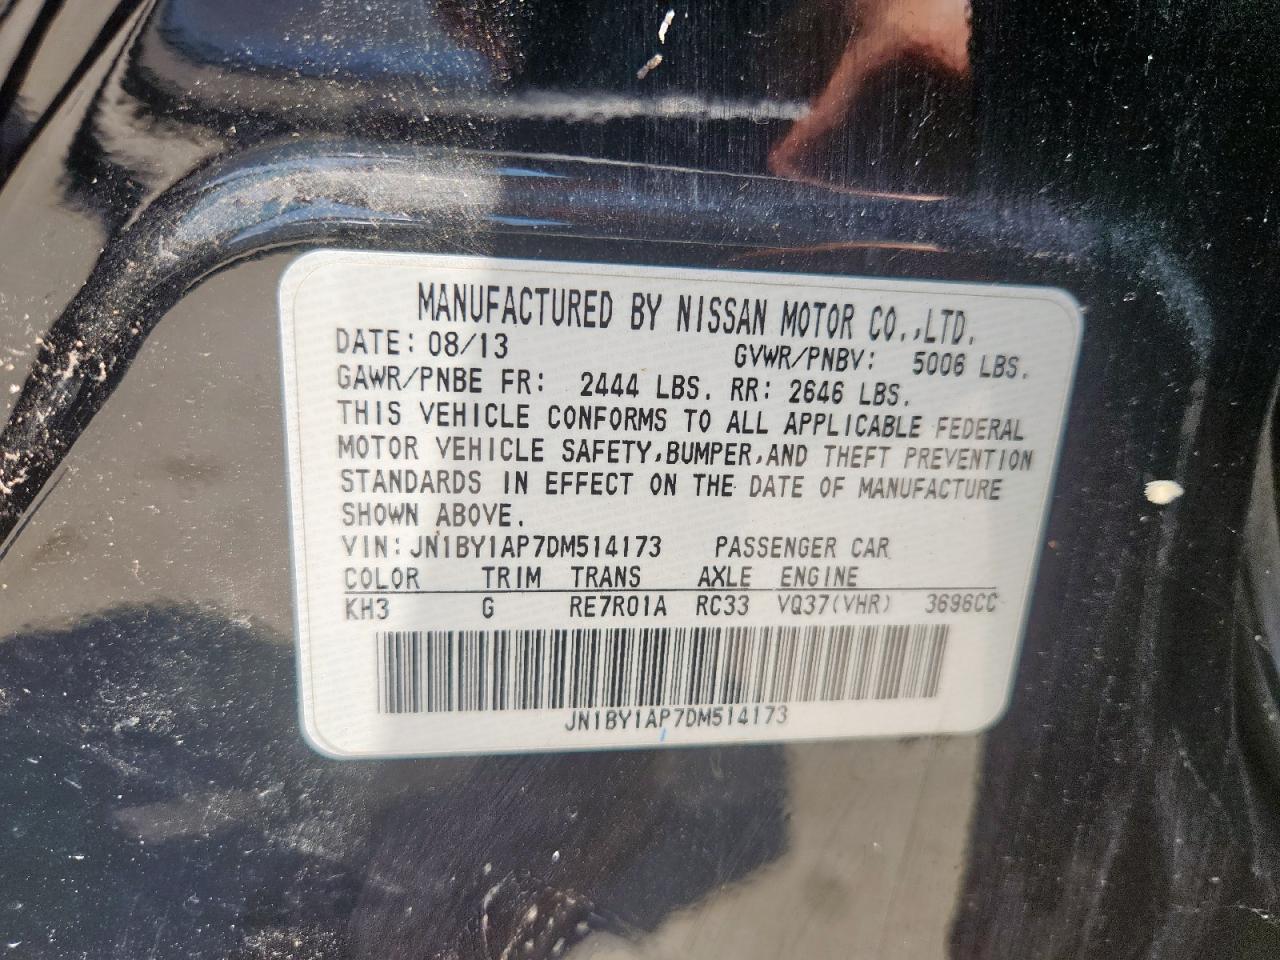 MANUFACTURED BY NISSAN MOTOR CO.,LTD.
DATE: 08/13 GVWR/PNBV: 5006 LBS.
GAWR/PNBE FR: 2444 LBS. RR: 2646 LBS.
THIS VEHICLE CONFORMS TO ALL APPLICABLE FEDERAL
MOTOR VEHICLE SAFETY,BUMPER,AND THEFT PREVENTION
STANDARDS IN EFFECT ON THE DATE OF MANUFACTURE
SHOWN ABOVE.
VIN: JN1BY1AP7DM514173 PASSENGER CAR
COLOR TRIM TRANS AXLE ENGINE
KH3 G RE7R01A RC33 VQ37(VHR) 3696CC
JN1BY1AP7DM514173